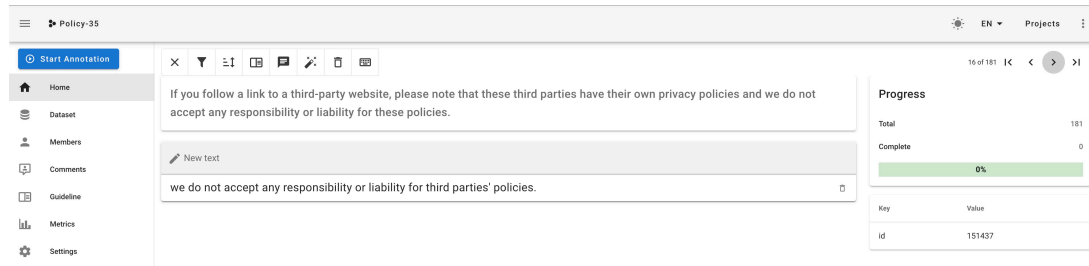 Policy-35
EN
Projects
Start Annotation
Home
Dataset
Members
Comments
Guideline
Metrics
Settings
16 of 181
If you follow a link to a third-party website, please note that these third parties have their own privacy policies and we do not
accept any responsibility or liability for these policies.
New text
we do not accept any responsibility or liability for third parties' policies.
Progress
Total 181
Complete 0
0%
Key Value
id 151437